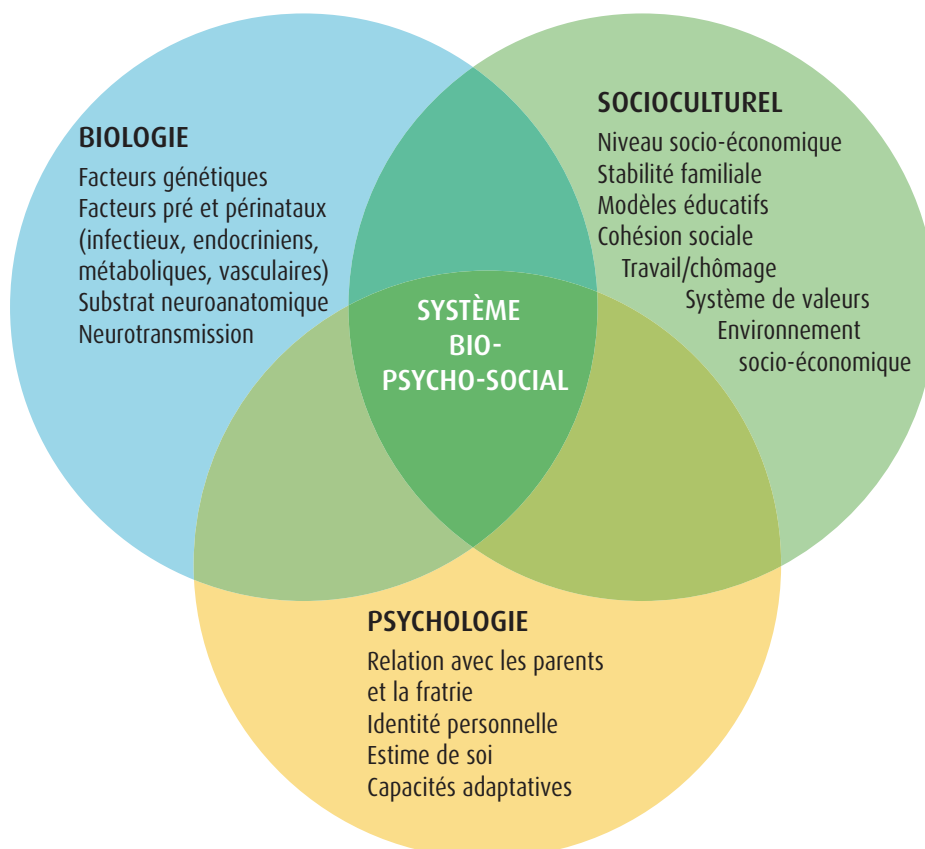 BIOLOGIE
Facteurs génétiques
Facteurs pré et périnataux
(infectieux, endocriniens,
métaboliques, vasculaires)
Substrat neuroanatomique
Neurotransmission
SOCIOCULTUREL
Niveau socio-économique
Stabilité familiale
Modèles éducatifs
Cohésion sociale
Travail/chômage
Système de valeurs
Environnement
socio-économique
SYSTÈME
BIO-
PSYCHO-SOCIAL
PSYCHOLOGIE
Relation avec les parents
et la fratrie
Identité personnelle
Estime de soi
Capacités adaptatives